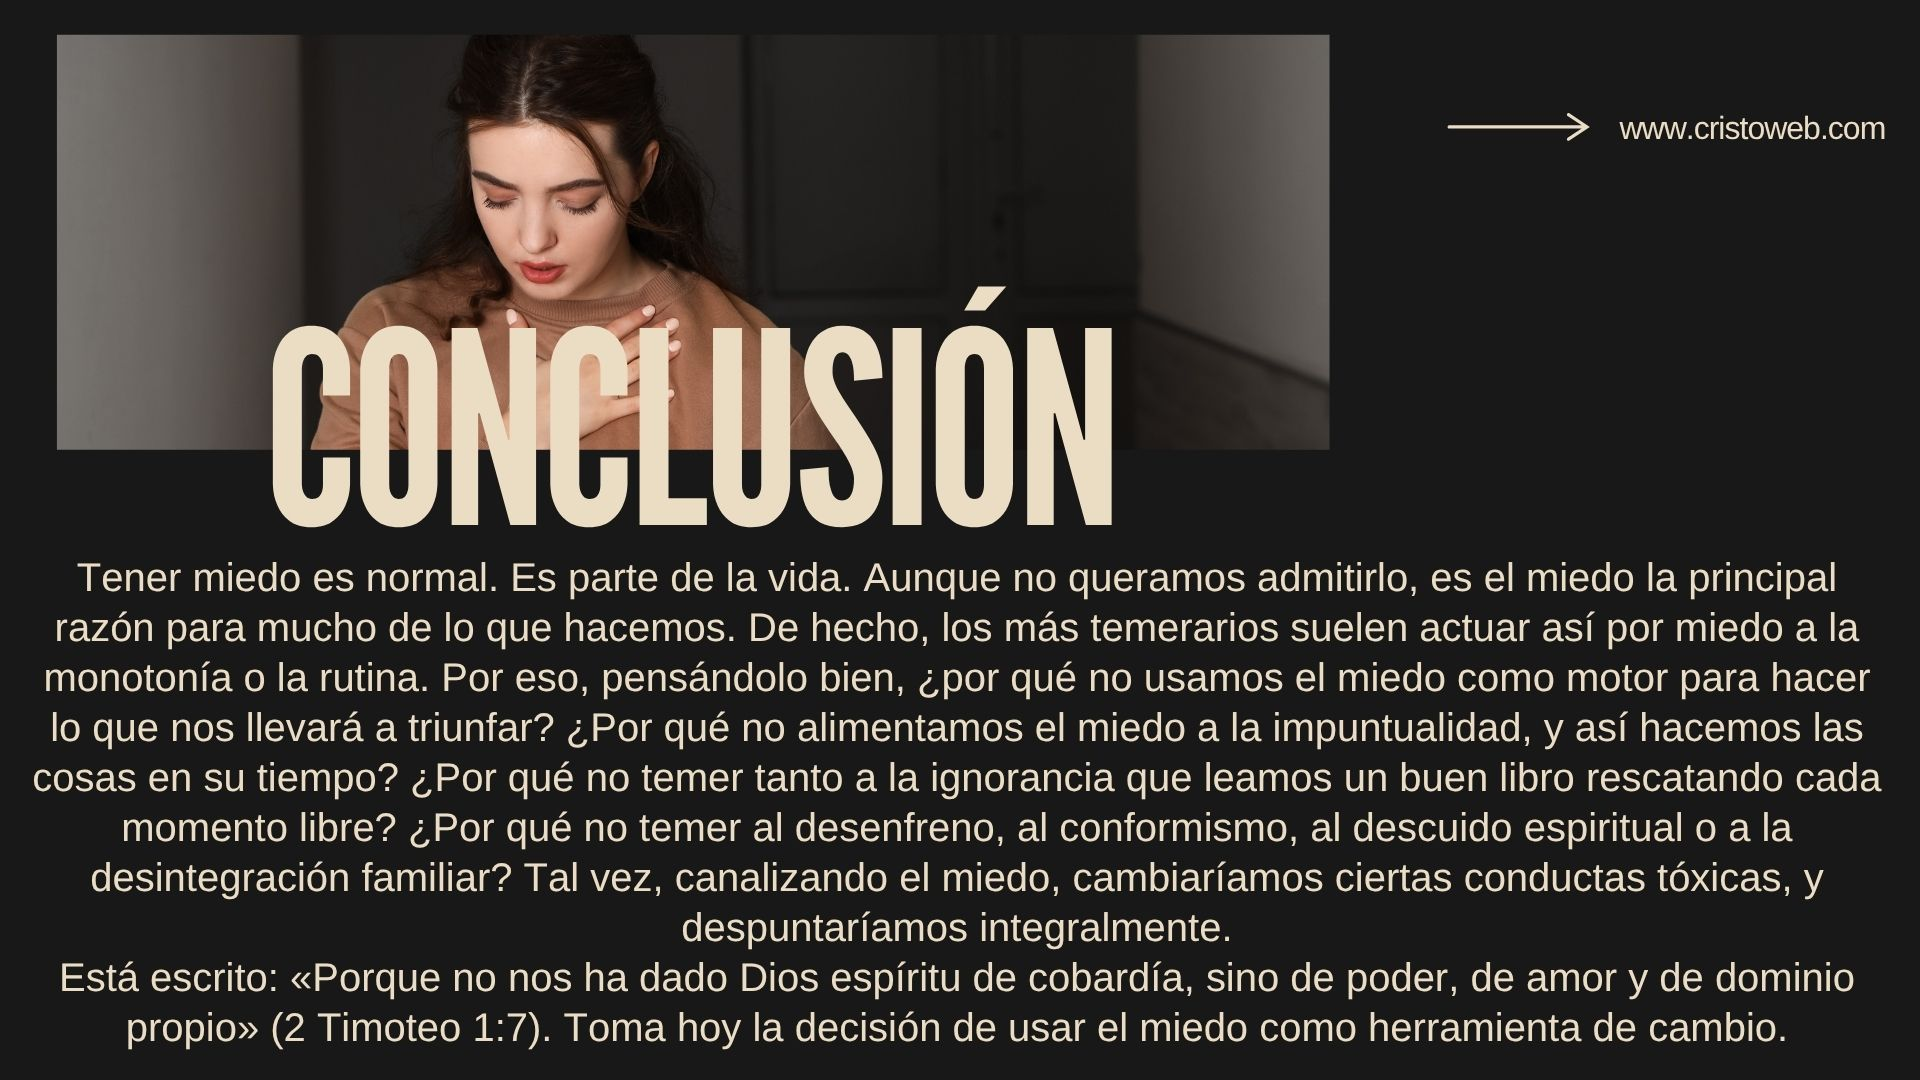 www.cristoweb.com
CONCLUSIÓN
Tener miedo es normal. Es parte de la vida. Aunque no queramos admitirlo, es el miedo la principal
razón para mucho de lo que hacemos. De hecho, los más temerarios suelen actuar así por miedo a la
monotonía o la rutina. Por eso, pensándolo bien, ¿por qué no usamos el miedo como motor para hacer
lo que nos llevará a triunfar? ¿Por qué no alimentamos el miedo a la impuntualidad, y así hacemos las
cosas en su tiempo? ¿Por qué no temer tanto a la ignorancia que leamos un buen libro rescatando cada
momento libre? ¿Por qué no temer al desenfreno, al conformismo, al descuido espiritual o a la
desintegración familiar? Tal vez, canalizando el miedo, cambiaríamos ciertas conductas tóxicas, y
despuntaríamos integralmente.
Está escrito: «Porque no nos ha dado Dios espíritu de cobardía, sino de poder, de amor y de dominio
propio» (2 Timoteo 1:7). Toma hoy la decisión de usar el miedo como herramienta de cambio.